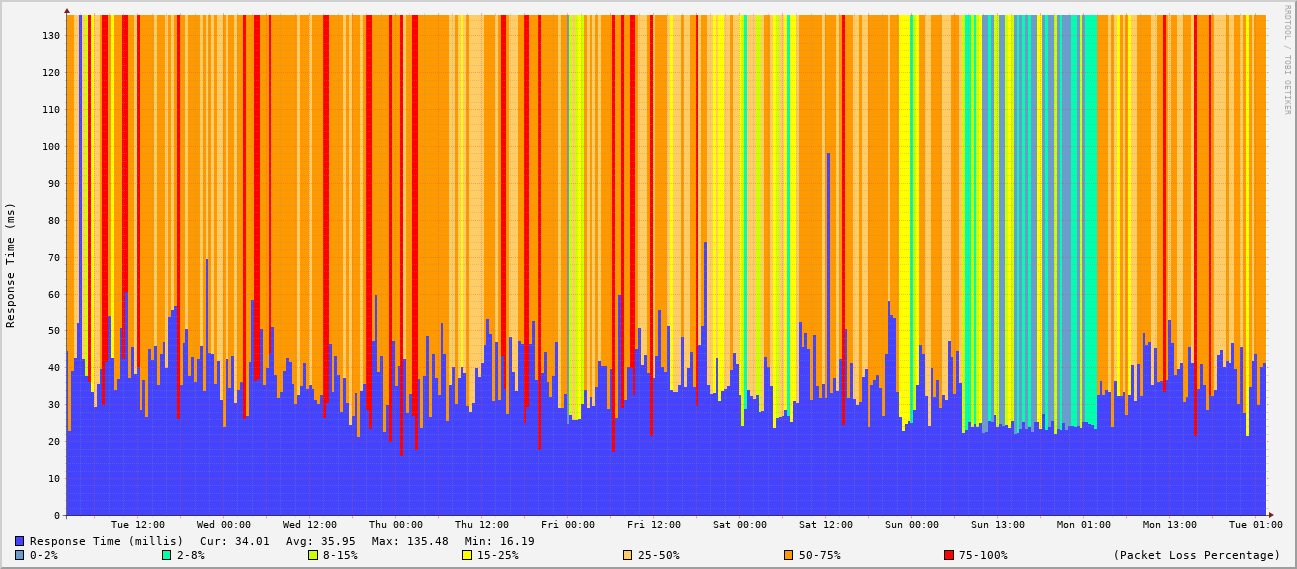 RRDTOOL / TOBI OETIKER
Response Time (ms)
130
120
110
100
90
80
70
60
50
40
30
20
10
0
Tue 12:00 Wed 00:00 Wed 12:00 Thu 00:00 Thu 12:00 Fri 00:00 Fri 12:00 Sat 00:00 Sat 12:00 Sun 00:00 Sun 13:00 Mon 01:00 Mon 13:00 Tue 01:00
Response Time (millis) Cur: 34.01 Avg: 35.95 Max: 135.48 Min: 16.19
0-2% 2-8% 8-15% 15-25% 25-50% 50-75% 75-100% (Packet Loss Percentage)